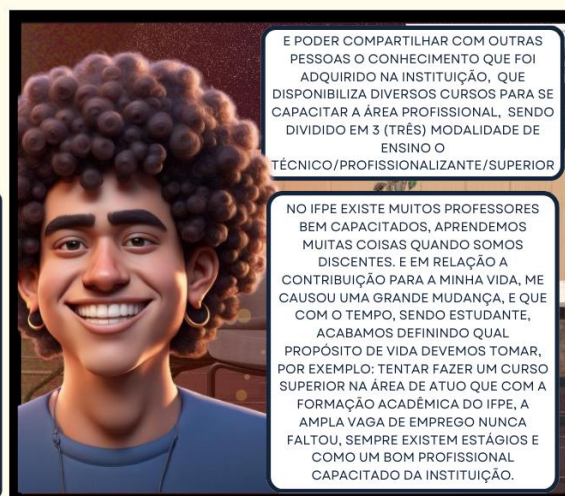 E PODER COMPARTILHAR COM OUTRAS
PESSOAS O CONHECIMENTO QUE FOI
ADQUIRIDO NA INSTITUIÇÃO, QUE
DISPONIBILIZA DIVERSOS CURSOS PARA SE
CAPACITAR A ÁREA PROFISSIONAL, SENDO
DIVIDIDO EM 3 (TRÊS) MODALIDADE DE
ENSINO O
TÉCNICO/PROFISSIONALIZANTE/SUPERIOR
NO IFPE EXISTE MUITOS PROFESSORES
BEM CAPACITADOS, APRENDEMOS
MUITAS COISAS QUANDO SOMOS
DISCENTES. E EM RELAÇÃO A
CONTRIBUIÇÃO PARA A MINHA VIDA, ME
CAUSOU UMA GRANDE MUDANÇA, E QUE
COM O TEMPO, SENDO ESTUDANTE,
ACABAMOS DEFININDO QUAL
PROPÓSITO DE VIDA DEVEMOS TOMAR,
POR EXEMPLO: TENTAR FAZER UM CURSO
SUPERIOR NA ÁREA DE ATUO QUE COM A
FORMAÇÃO ACADÊMICA DO IFPE, A
AMPLA VAGA DE EMPREGO NUNCA
FALTOU, SEMPRE EXISTEM ESTÁGIOS E
COMO UM BOM PROFISSIONAL
CAPACITADO DA INSTITUIÇÃO.